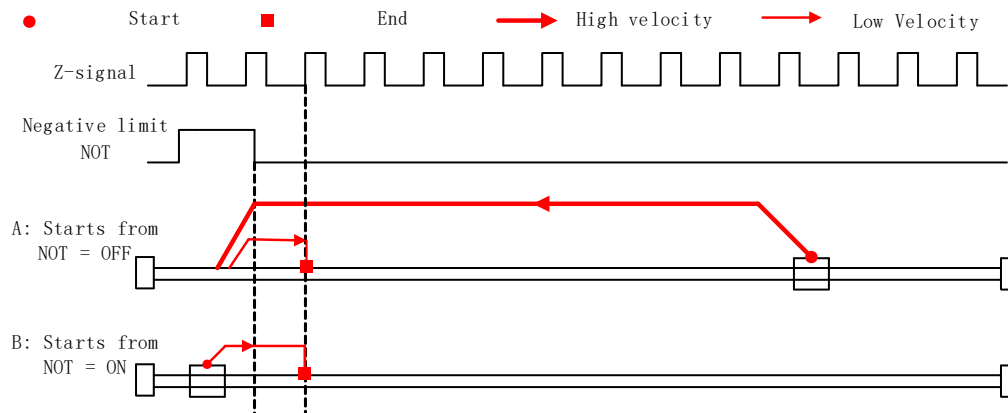 Start End High velocity Low Velocity
Z-signal
Negative limit
NOT
A: Starts from
NOT = OFF
B: Starts from
NOT = ON